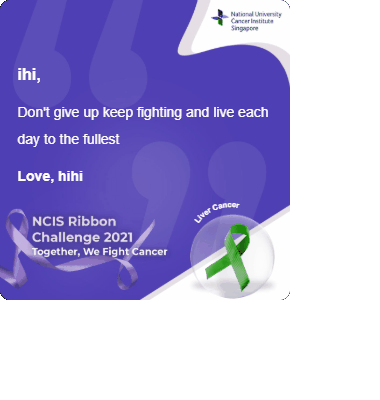 National University
Cancer Institute
Singapore
ihi,
Don't give up keep fighting and live each
day to the fullest
Love, hihi
NCIS Ribbon
Challenge 2021
Together, We Fight Cancer
Liver Cancer